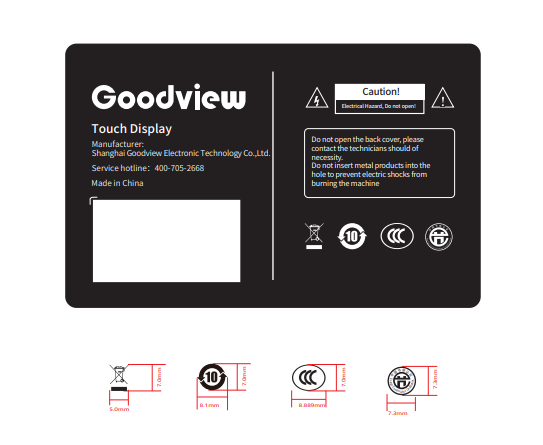 Goodview
Touch Display
Manufacturer:
Shanghai Goodview Electronic Technology Co.,Ltd.
Service hotline： 400-705-2668
Made in China
Caution!
Electrical Hazard, Do not open!
Do not open the back cover, please
contact the technicians should of
necessity.
Do not insert metal products into the
hole to prevent electric shocks from
burning the machine
10
CCC
10
CCC
7.0mm
7.0mm
7.0mm
7.3mm
5.0mm
8.1mm
8.889mm
7.3mm